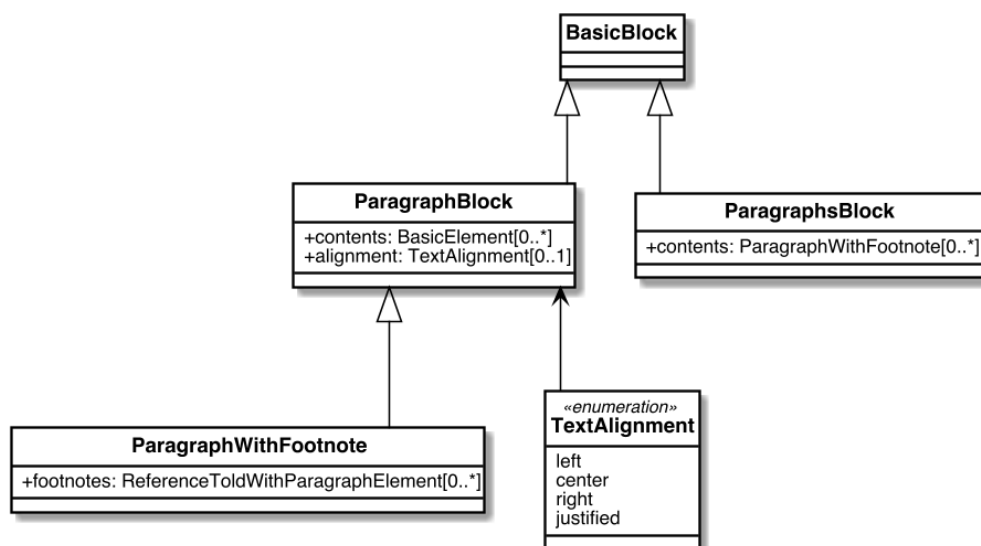 BasicBlock
ParagraphBlock
+contents: BasicElement[0..*]
+alignment: TextAlignment[0..1]
ParagraphsBlock
+contents: ParagraphWithFootnote[0..*]
ParagraphWithFootnote
+footnotes: ReferenceToIdWithParagraphElement[0..*]
«enumeration»
TextAlignment
left
center
right
justified